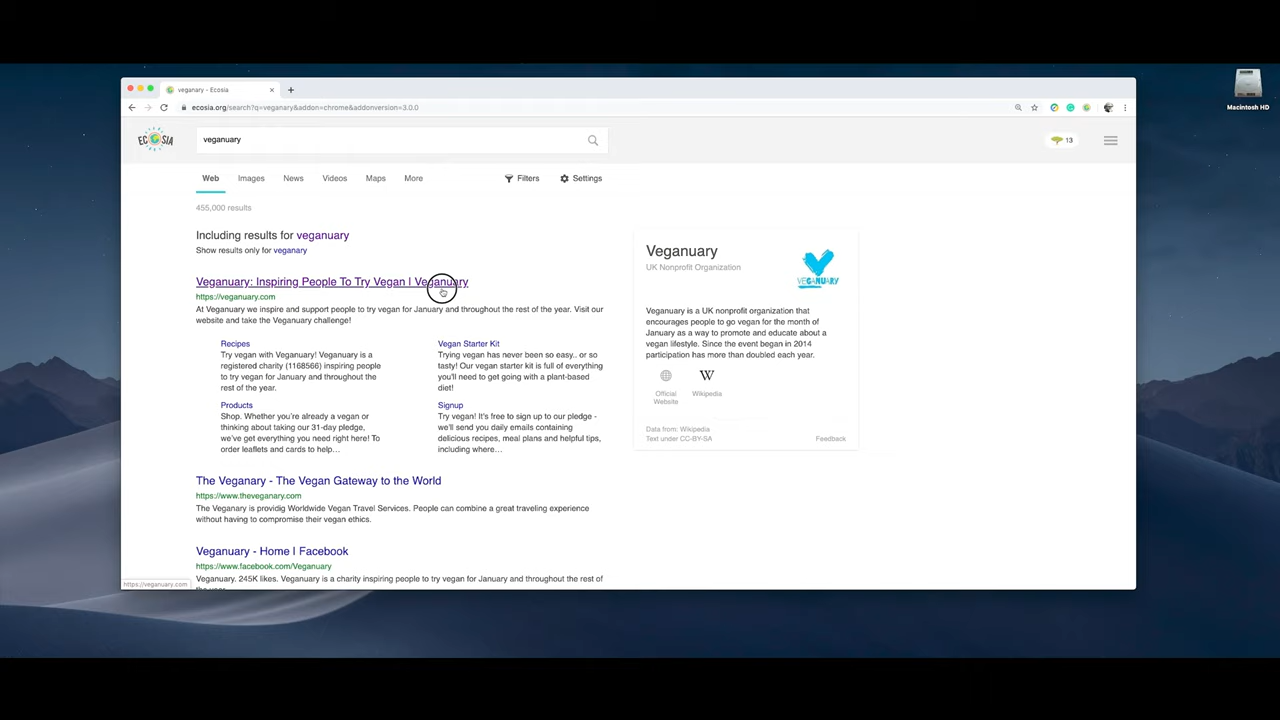 veganary - Ecosia
Macintosh HD
ecosia.org/search?q=veganary&addon=chrome&addonversion=3.0.0
ECOSIA
veganuary
13
Web Images News Videos Maps More Filters Settings
455,000 results
Including results for veganuary
Show results only for veganary
Veganuary: Inspiring People To Try Vegan | Veganuary
https://veganuary.com
At Veganuary we inspire and support people to try vegan for January and throughout the rest of the year. Visit our
website and take the Veganuary challenge!
Recipes
Try vegan with Veganuary! Veganuary is a
registered charity (1168566) inspiring people
to try vegan for January and throughout the
rest of the year.
Vegan Starter Kit
Trying vegan has never been so easy.. or so
tasty! Our vegan starter kit is full of everything
you'll need to get going with a plant-based
diet!
Products
Shop. Whether you're already a vegan or
thinking about taking our 31-day pledge,
we've got everything you need right here! To
order leaflets and cards to help…
Signup
Try vegan! It's free to sign up to our pledge -
we'll send you daily emails containing
delicious recipes, meal plans and helpful tips,
including where…
The Veganary - The Vegan Gateway to the World
https://www.theveganary.com
The Veganary is providig Worldwide Vegan Travel Services. People can combine a great traveling experience
without having to compromise their vegan ethics.
Veganuary - Home | Facebook
https://www.facebook.com/Veganuary
Veganuary. 245K likes. Veganuary is a charity inspiring people to try vegan for January and throughout the rest of
the year.
https://veganuary.com
Veganuary
UK Nonprofit Organization
VEGANUARY
Veganuary is a UK nonprofit organization that
encourages people to go vegan for the month of
January as a way to promote and educate about a
vegan lifestyle. Since the event began in 2014
participation has more than doubled each year.
W
Official
Website
Wikipedia
Data from: Wikipedia
Text under CC-BY-SA
Feedback